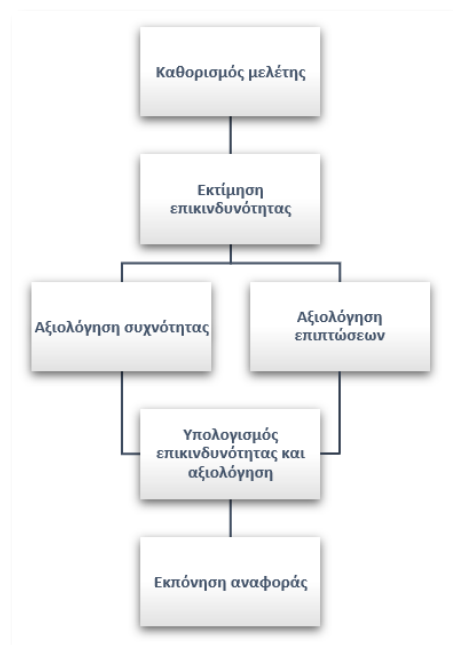 Καθορισμός μελέτης
Εκτίμηση
επικινδυνότητας
Αξιολόγηση συχνότητας
Αξιολόγηση
επιπτώσεων
Υπολογισμός
επικινδυνότητας και
αξιολόγηση
Εκπόνηση αναφοράς